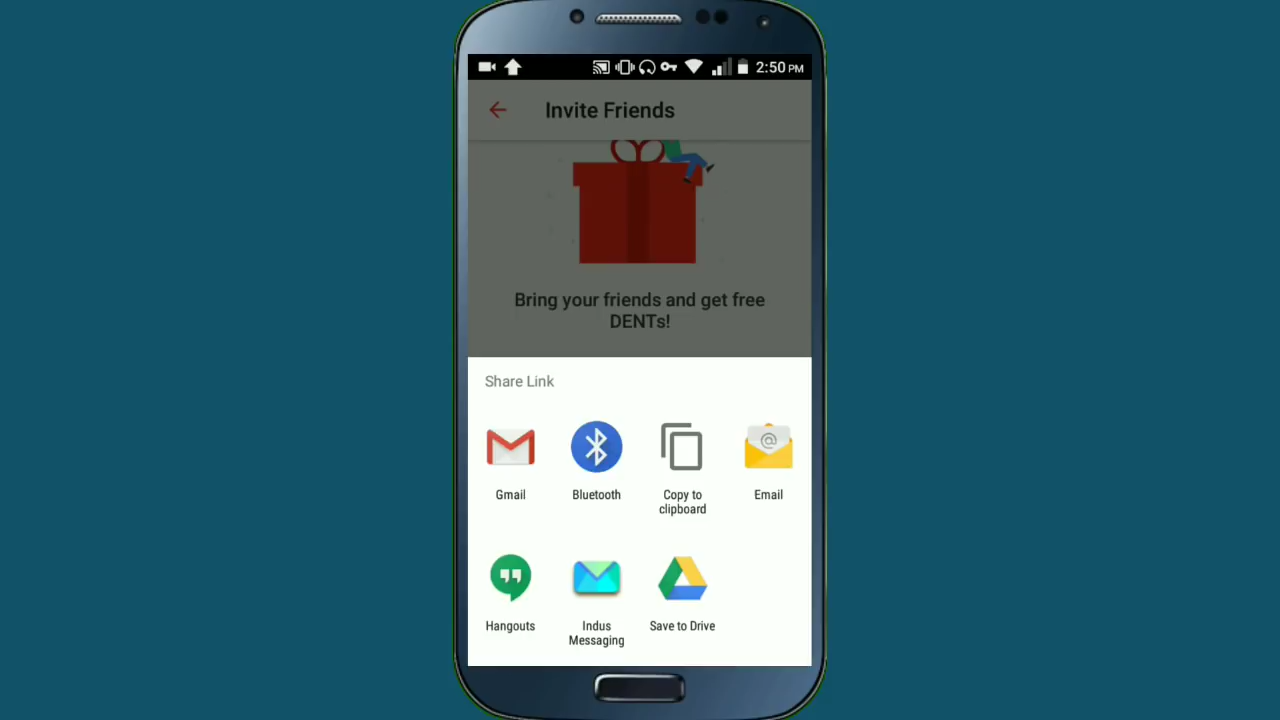 2:50 PM
Invite Friends
Bring your friends and get free
DENTs!
Share Link
Gmail
Bluetooth
Copy to
clipboard
Email
Hangouts
Indus
Messaging
Save to Drive